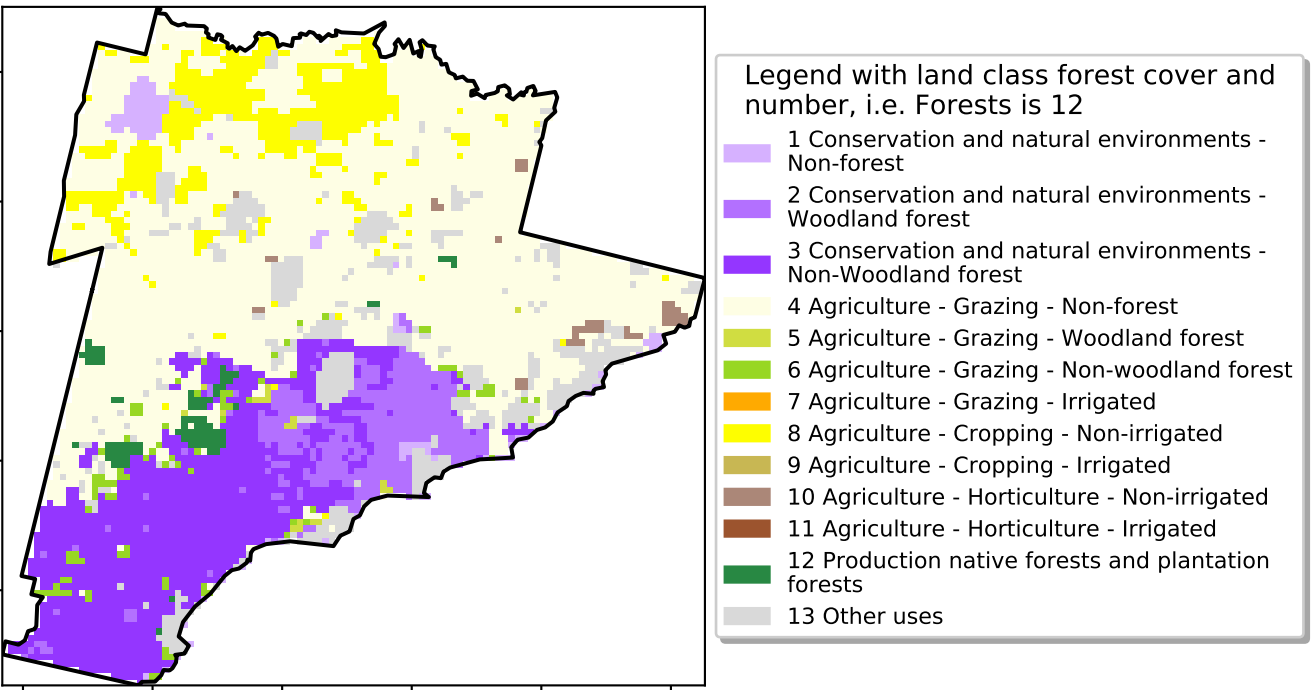 Legend with land class forest cover and
number, i.e. Forests is 12
1 Conservation and natural environments -
Non-forest
2 Conservation and natural environments -
Woodland forest
3 Conservation and natural environments -
Non-Woodland forest
4 Agriculture - Grazing - Non-forest
5 Agriculture - Grazing - Woodland forest
6 Agriculture - Grazing - Non-woodland forest
7 Agriculture - Grazing - Irrigated
8 Agriculture - Cropping - Non-irrigated
9 Agriculture - Cropping - Irrigated
10 Agriculture - Horticulture - Non-irrigated
11 Agriculture - Horticulture - Irrigated
12 Production native forests and plantation
forests
13 Other uses